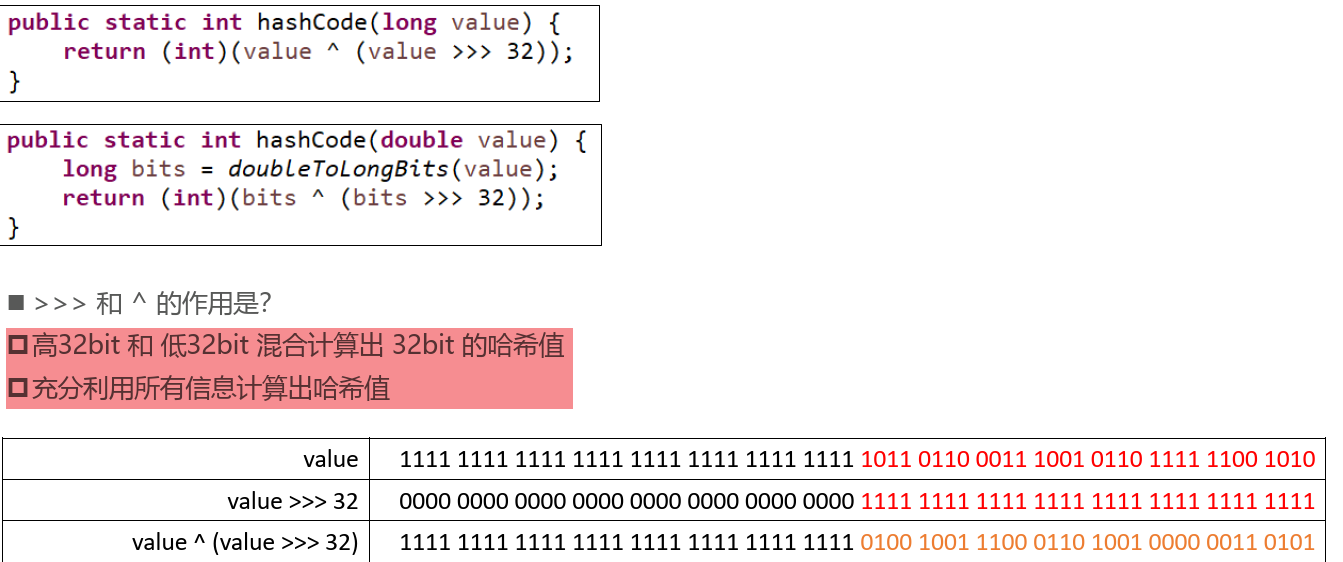 public static int hashCode(long value) {
return (int)(value ^ (value >>> 32));
}
public static int hashCode(double value) {
long bits = doubleToLongBits(value);
return (int)(bits ^ (bits >>> 32));
}
>>> 和 ^ 的作用是?
高32bit 和 低32bit 混合计算出 32bit 的哈希值
充分利用所有信息计算出哈希值
value 1111 1111 1111 1111 1111 1111 1111 1111 1011 0110 0011 1001 0110 1111 1100 1010
value >>> 32 0000 0000 0000 0000 0000 0000 0000 0000 1111 1111 1111 1111 1111 1111 1111 1111
value ^ (value >>> 32) 1111 1111 1111 1111 1111 1111 1111 1111 0100 1001 1100 0110 1001 0000 0011 0101